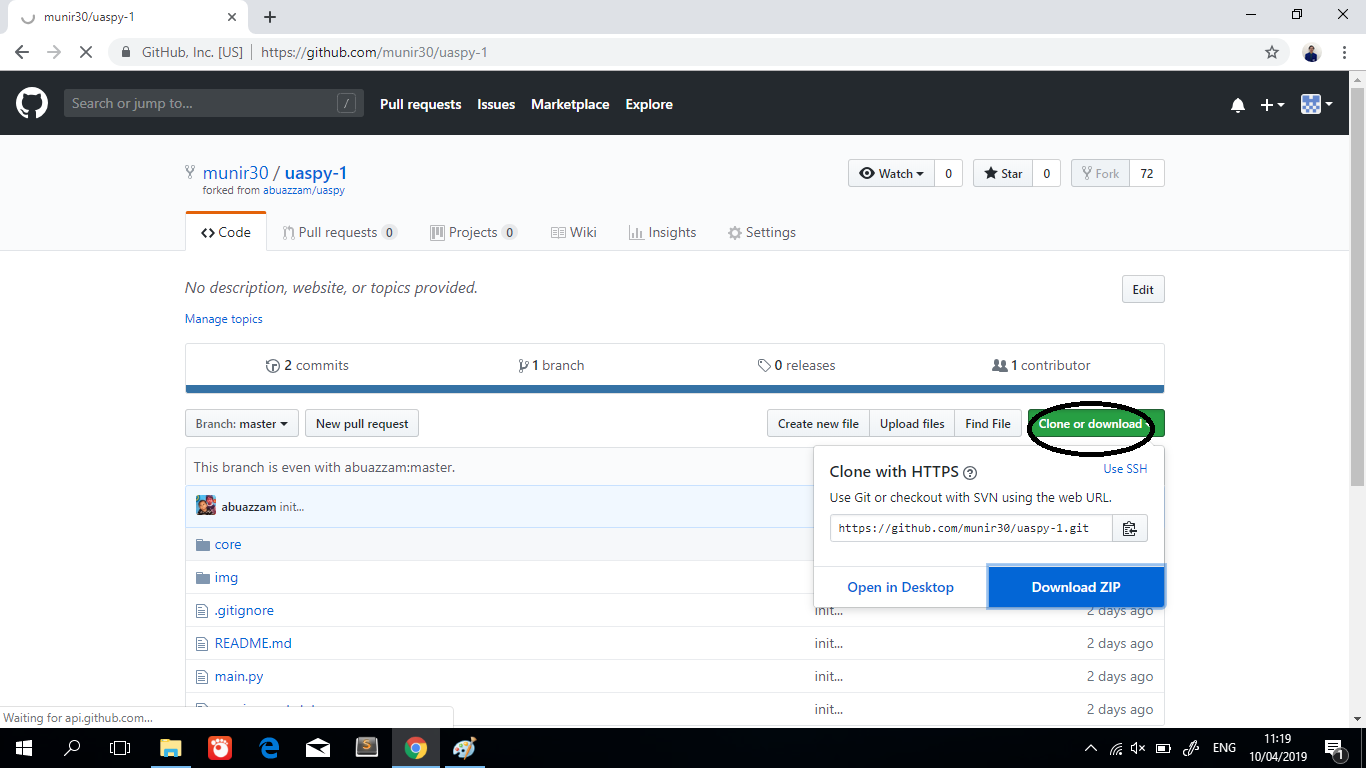 munir30/uaspy-1
GitHub, Inc. [US] https://github.com/munir30/uaspy-1
Search or jump to... / Pull requests Issues Marketplace Explore
munir30 / uaspy-1 Watch 0 Star 0 Fork 72
forked from abuazzam/uaspy
Code Pull requests 0 Projects 0 Wiki Insights Settings
No description, website, or topics provided. Edit
Manage topics
2 commits 1 branch 0 releases 1 contributor
Branch: master New pull request Create new file Upload files Find File Clone or download
This branch is even with abuazzam:master.
Clone with HTTPS ? Use SSH
Use Git or checkout with SVN using the web URL.
https://github.com/munir30/uaspy-1.git
Open in Desktop Download ZIP
abuazzam init...
core
img
.gitignore init... 2 days ago
README.md init... 2 days ago
main.py init... 2 days ago
init... 2 days ago
Waiting for api.github.com...
ENG 11:19
10/04/2019 1